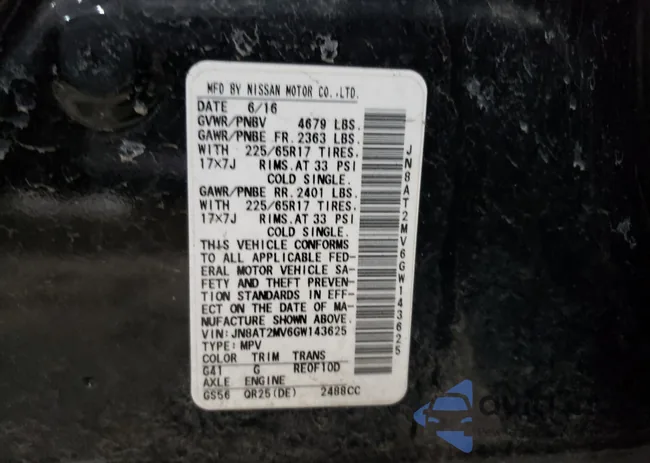 MFD BY NISSAN MOTOR CO.,LTD.
DATE 6/16
GVWR/PNBV 4679 LBS.
GAWR/PNBE FR. 2363 LBS.
WITH 225/65R17 TIRES.
17×7J RIMS.AT 33 PSI
COLD SINGLE.
GAWR/PNBE RR. 2401 LBS.
WITH 225/65R17 TIRES.
17×7J RIMS.AT 33 PSI
COLD SINGLE.
THIS VEHICLE CONFORMS
TO ALL APPLICABLE FED-
ERAL MOTOR VEHICLE SA-
FETY AND THEFT PREVEN-
TION STANDARDS IN EFF-
ECT ON THE DATE OF MA-
NUFACTURE SHOWN ABOVE.
VIN:JN8AT2MV6GW143625
TYPE:MPV
COLOR TRIM TRANS
G41 G RE0F10D
AXLE ENGINE
GS56 QR25(DE) 2488CC
JN8AT2MV6GW143625